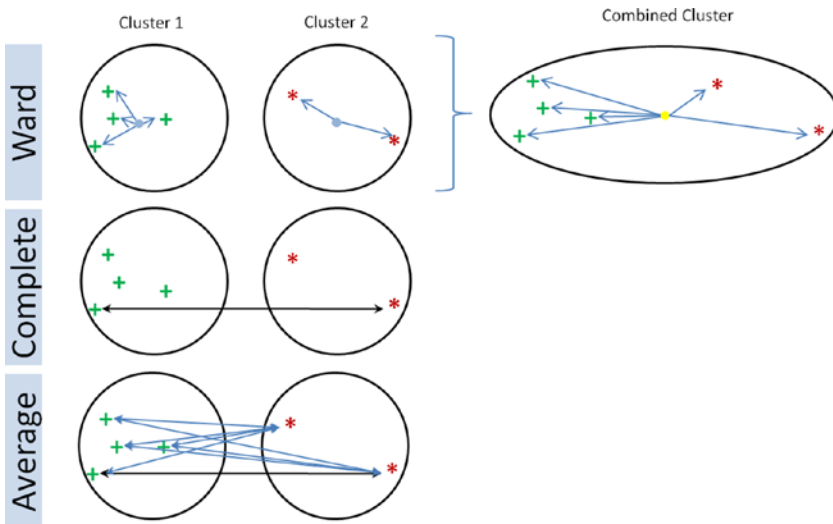 Cluster 1
Cluster 2
Combined Cluster
Ward
Complete
Average